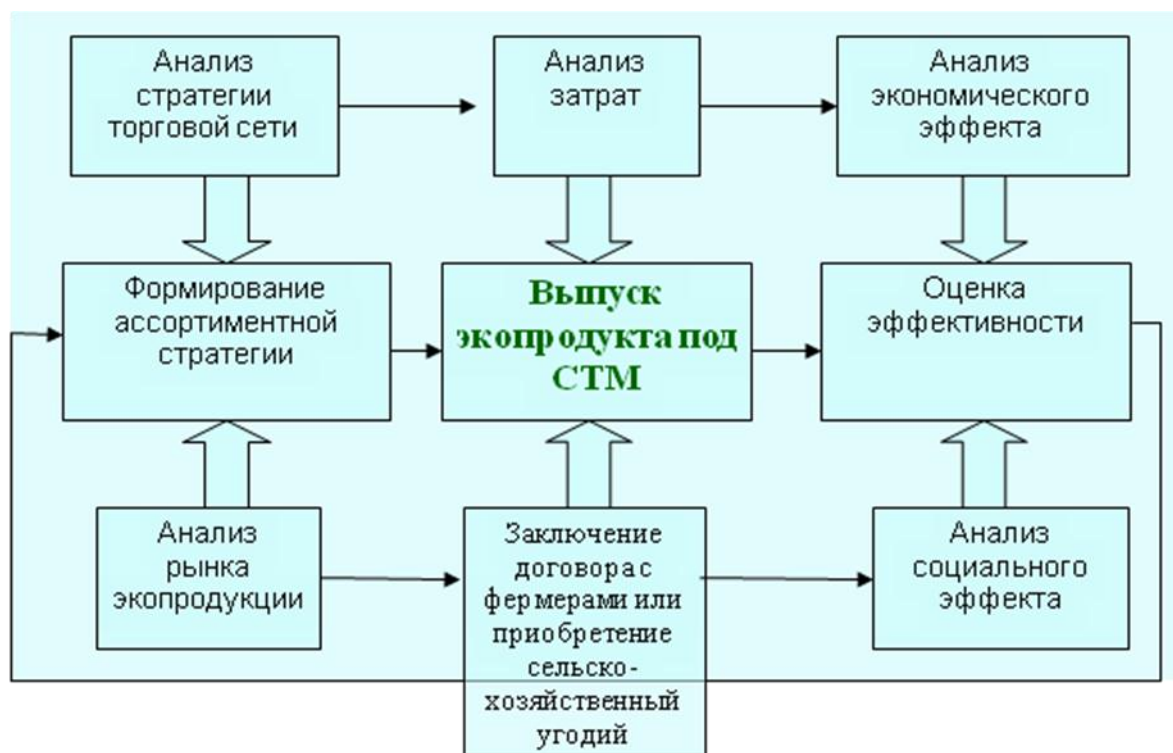 Анализ
стратегии
торговой сети
Анализ
затрат
Анализ
экономического
эффекта
Формирование
ассортиментной
стратегии
Выпуск
экопродукта под
СТМ
Оценка
эффективности
Анализ
рынка
экопродукции
Заключение
договора с
фермерами или
приобретение
сельско-
хозяйственный
угодий
Анализ
социального
эффекта